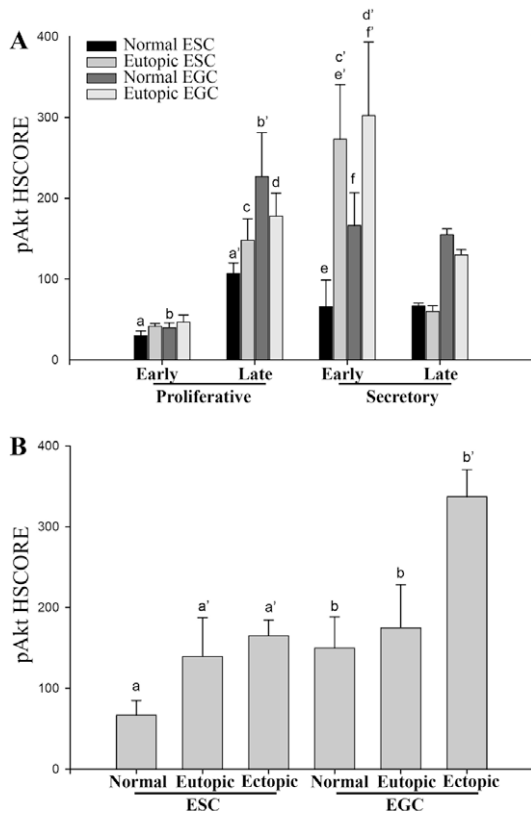 A
Normal ESC
Eutopic ESC
Normal EGC
Eutopic EGC
pAkt HSCORE
400
300
200
100
0
a
b
a'
c
b'
d
e
c'
e'
f
d'
f'
Early
Late
Early
Late
Proliferative
Secretory
B
pAkt HSCORE
400
300
200
100
0
a
a'
a'
b
b
b'
Normal Eutopic Ectopic Normal Eutopic Ectopic
ESC
EGC